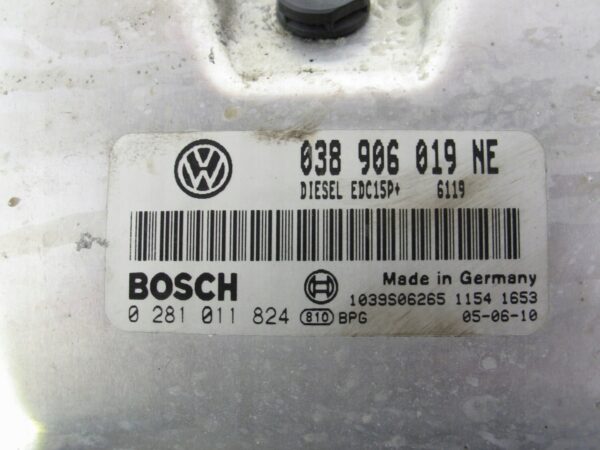 038 906 019 NE
DIESEL EDC15P+ 6119
BOSCH
Made in Germany
1039S06265 1154 1653
0 281 011 824 810 BPG 05-06-10